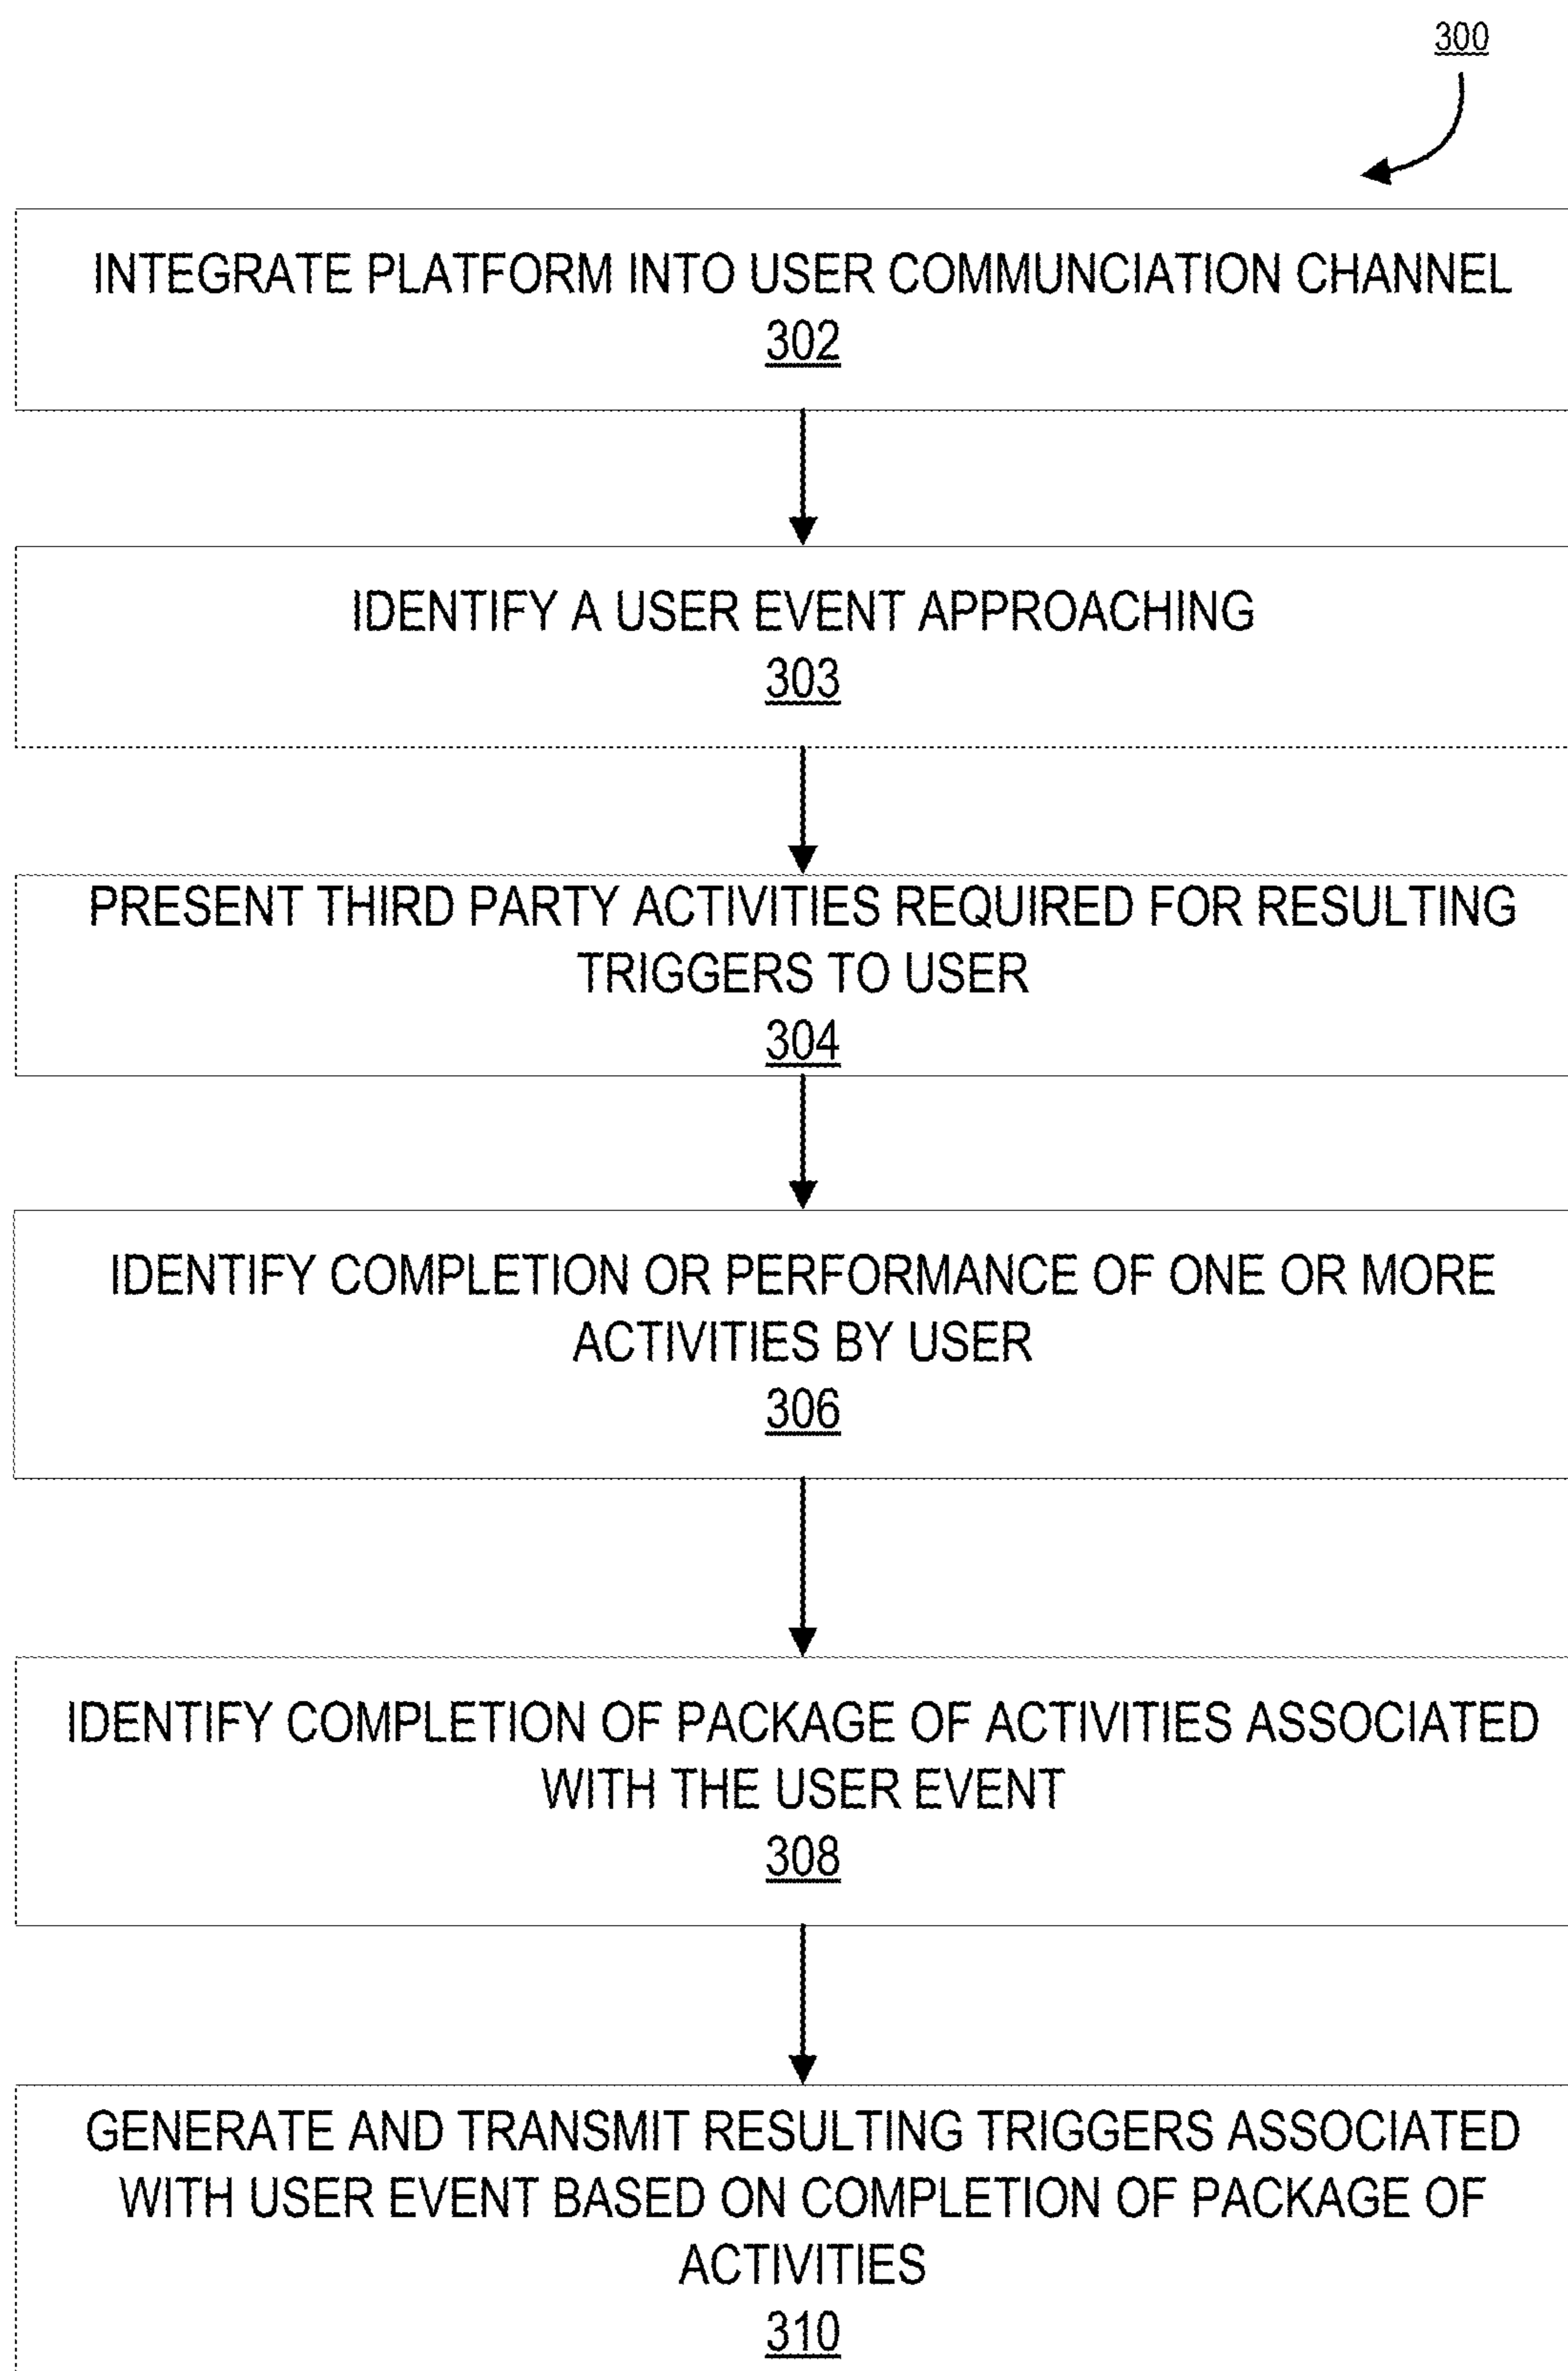 300
INTEGRATE PLATFORM INTO USER COMMUNCIATION CHANNEL
302
IDENTIFY A USER EVENT APPROACHING
303
PRESENT THIRD PARTY ACTIVITIES REQUIRED FOR RESULTING
TRIGGERS TO USER
304
IDENTIFY COMPLETION OR PERFORMANCE OF ONE OR MORE
ACTIVITIES BY USER
306
IDENTIFY COMPLETION OF PACKAGE OF ACTIVITIES ASSOCIATED
WITH THE USER EVENT
308
GENERATE AND TRANSMIT RESULTING TRIGGERS ASSOCIATED
WITH USER EVENT BASED ON COMPLETION OF PACKAGE OF
ACTIVITIES
310